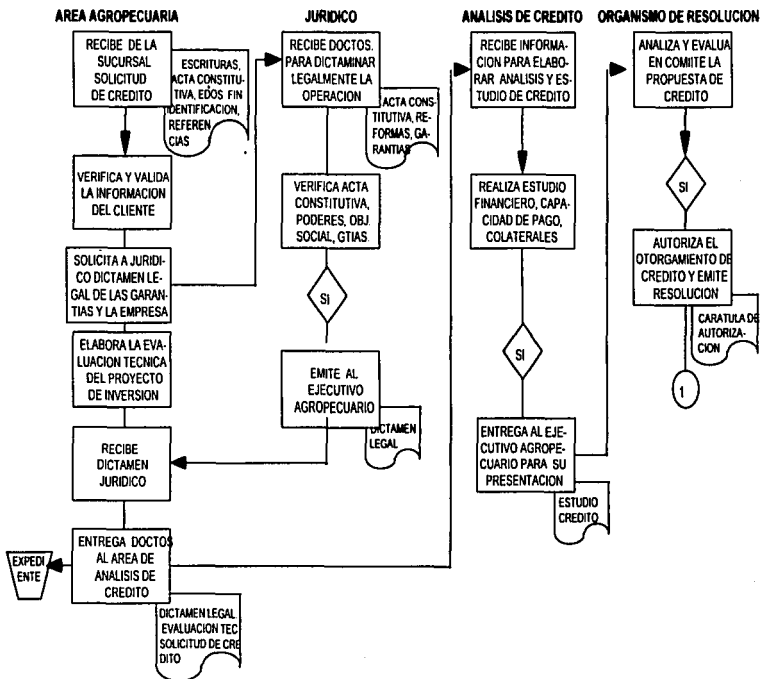 AREA AGROPECUARIA
RECIBE DE LA
SUCURSAL
SOLICITUD
DE CREDITO
ESCRITURAS,
ACTA CONSTITU-
TIVA, EDOS FIN
IDENTIFICACION,
REFEREN
CIAS
VERIFICA Y VALIDA
LA INFORMACION
DEL CLIENTE
SOLICITA A JURIDI-
CO DICTAMEN LE-
GAL DE LAS GARAN-
TIAS Y LA EMPRESA
ELABORA LA EVA-
LUACION TECNICA
DEL PROYECTO
DE INVERSION
RECIBE
DICTAMEN
JURIDICO
ENTREGA DOCTOS
AL AREA DE
ANALISIS DE
CREDITO
EXPEDI
ENTE
DICTAMEN LEGAL.
EVALUACION TEC
SOLICITUD DE CRE
DITO
JURIDICO
RECIBE DOCTOS.
PARA DICTAMINAR
LEGALMENTE LA
OPERACION
ACTA CONS-
TITUTIVA, RE-
FORMAS, GA-
RANTIAS
VERIFICA ACTA
CONSTITUTIVA,
PODERES, OBJ.
SOCIAL, GTIAS.
SI
EMITE AL
EJECUTIVO
AGROPECUARIO
DICTAMEN
LEGAL
ANALISIS DE CREDITO
RECIBE INFORMA-
CION PARA ELABO-
RAR ANALISIS Y ES-
TUDIO DE CREDITO
REALIZA ESTUDIO
FINANCIERO, CAPA-
CIDAD DE PAGO,
COLATERALES
SI
ENTREGA AL EJE-
CUTIVO AGROPE-
CUARIO PARA SU
PRESENTACION
ESTUDIO
CREDITO
ORGANISMO DE RESOLUCION
ANALIZA Y EVALUA
EN COMITE LA
PROPUESTA DE
CREDITO
SI
AUTORIZA EL
OTORGAMIENTO DE
CREDITO Y EMITE
RESOLUCION
CARATULA DE
AUTORIZA-
CION
1